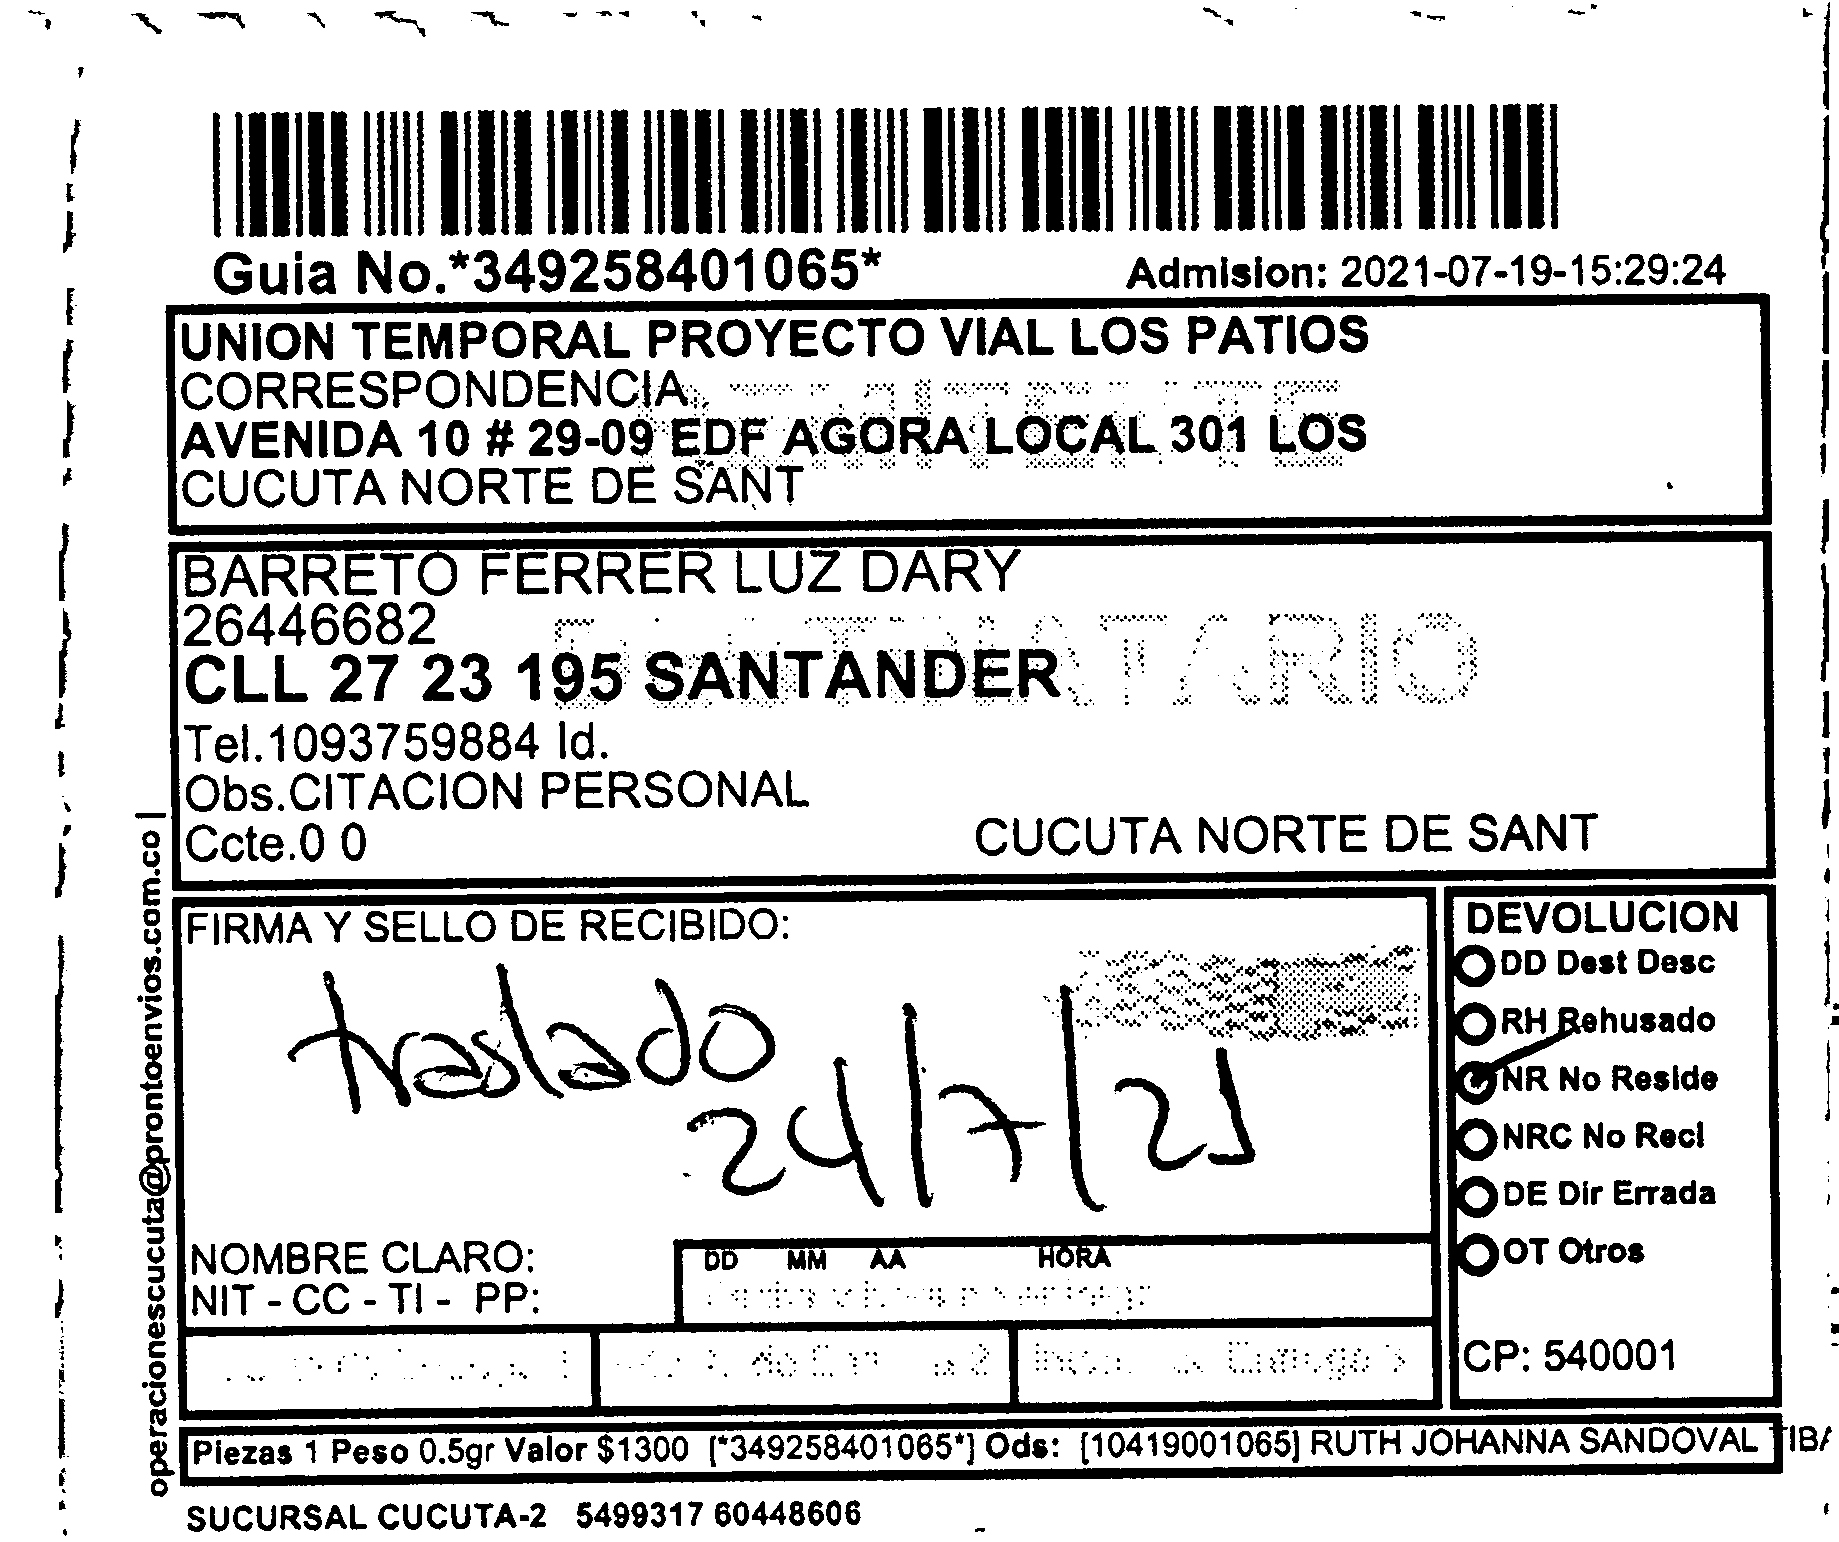 Guia No.*349258401065*
Admision: 2021-07-19-15:29:24
UNION TEMPORAL PROYECTO VIAL LOS PATIOS
CORRESPONDENCIA
AVENIDA 10 # 29-09 EDF AGORA LOCAL 301 LOS
CUCUTA NORTE DE SANT
BARRETO FERRER LUZ DARY
26446682
DESTINATARIO
CLL 27 23 195 SANTANDER
Tel.1093759884 Id.
Obs.CITACION PERSONAL
Ccte.0 0
CUCUTA NORTE DE SANT
operacionescucuta@prontoenvios.com.co |
FIRMA Y SELLO DE RECIBIDO:
traslado
24/7/21
NOMBRE CLARO:
NIT - CC - TI - PP:
DD MM AA HORA
DEVOLUCION
DD Dest Desc
RH Rehusado
NR No Reside
NRC No Recl
DE Dir Errada
OT Otros
CP: 540001
Piezas 1 Peso 0.5gr Valor $1300 [*349258401065*] Ods: [10419001065] RUTH JOHANNA SANDOVAL TIBA
SUCURSAL CUCUTA-2 5499317 60448606